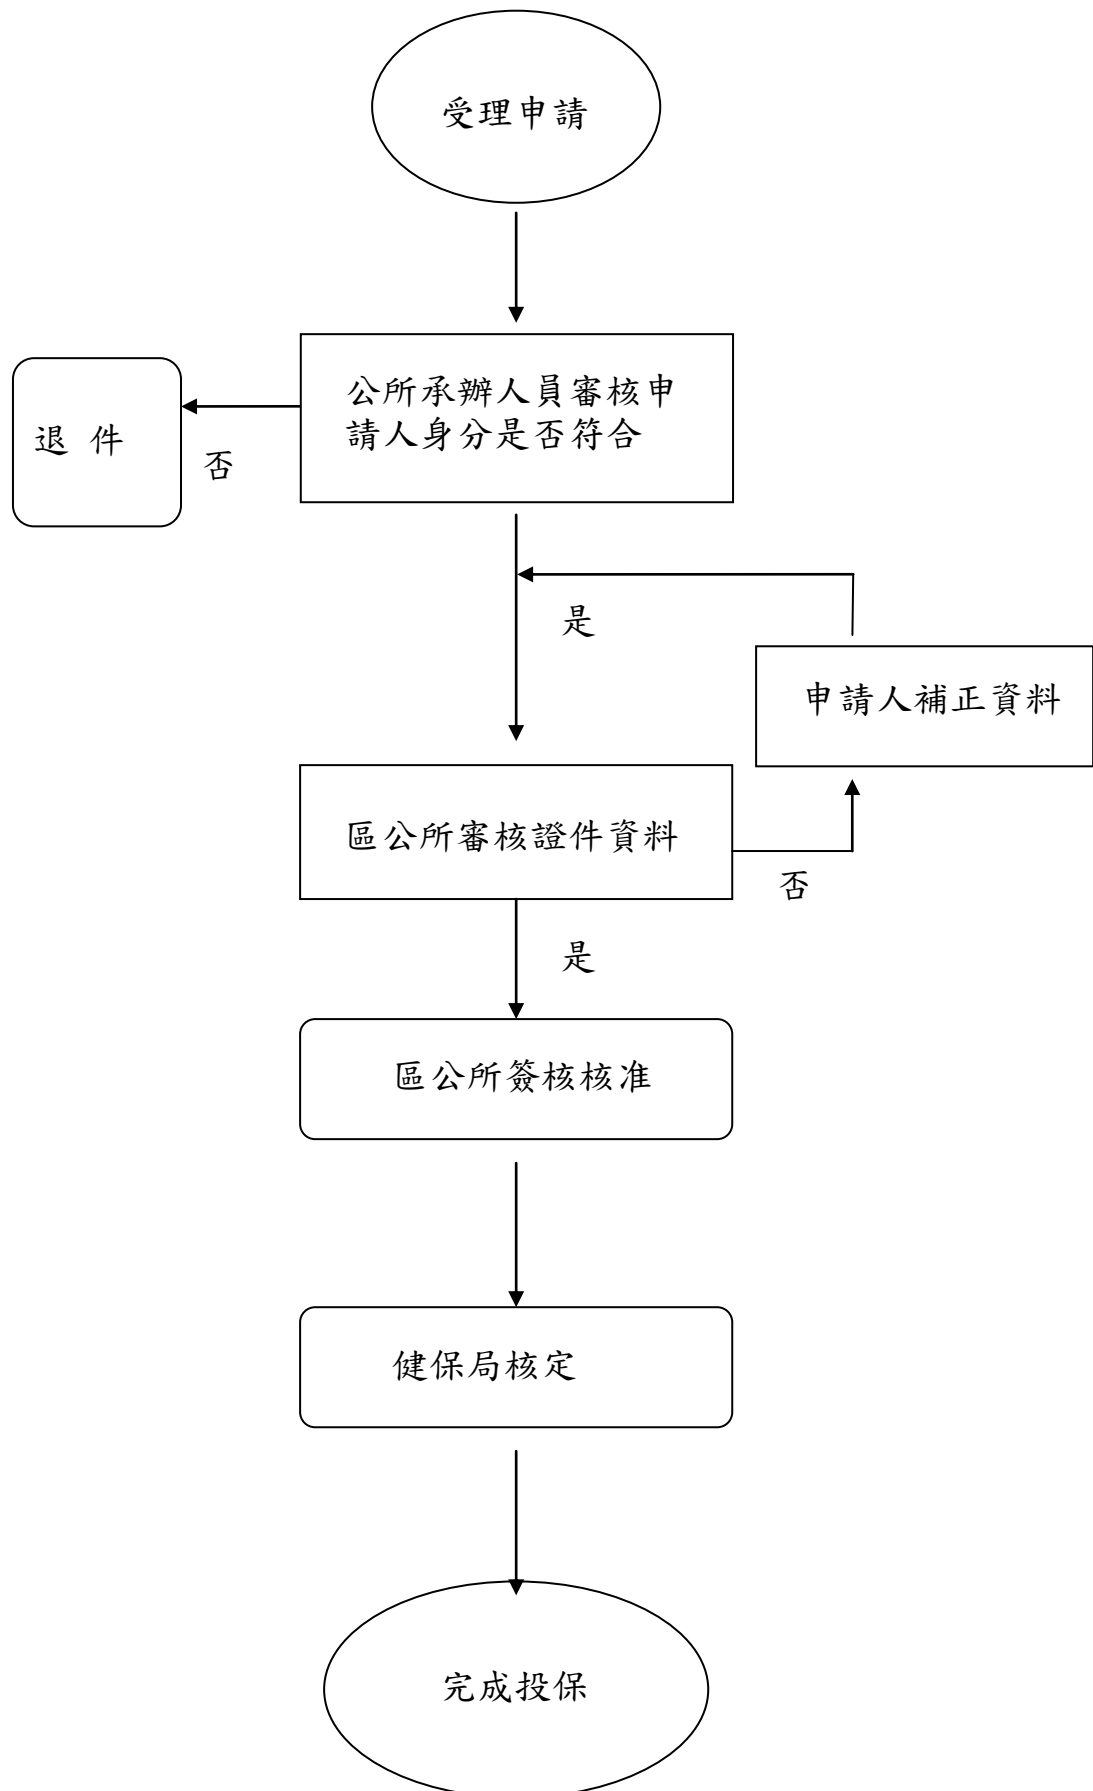 受理申請
公所承辦人員審核申
請人身分是否符合
退 件
否
是
申請人補正資料
區公所審核證件資料
否
是
區公所簽核核准
健保局核定
完成投保